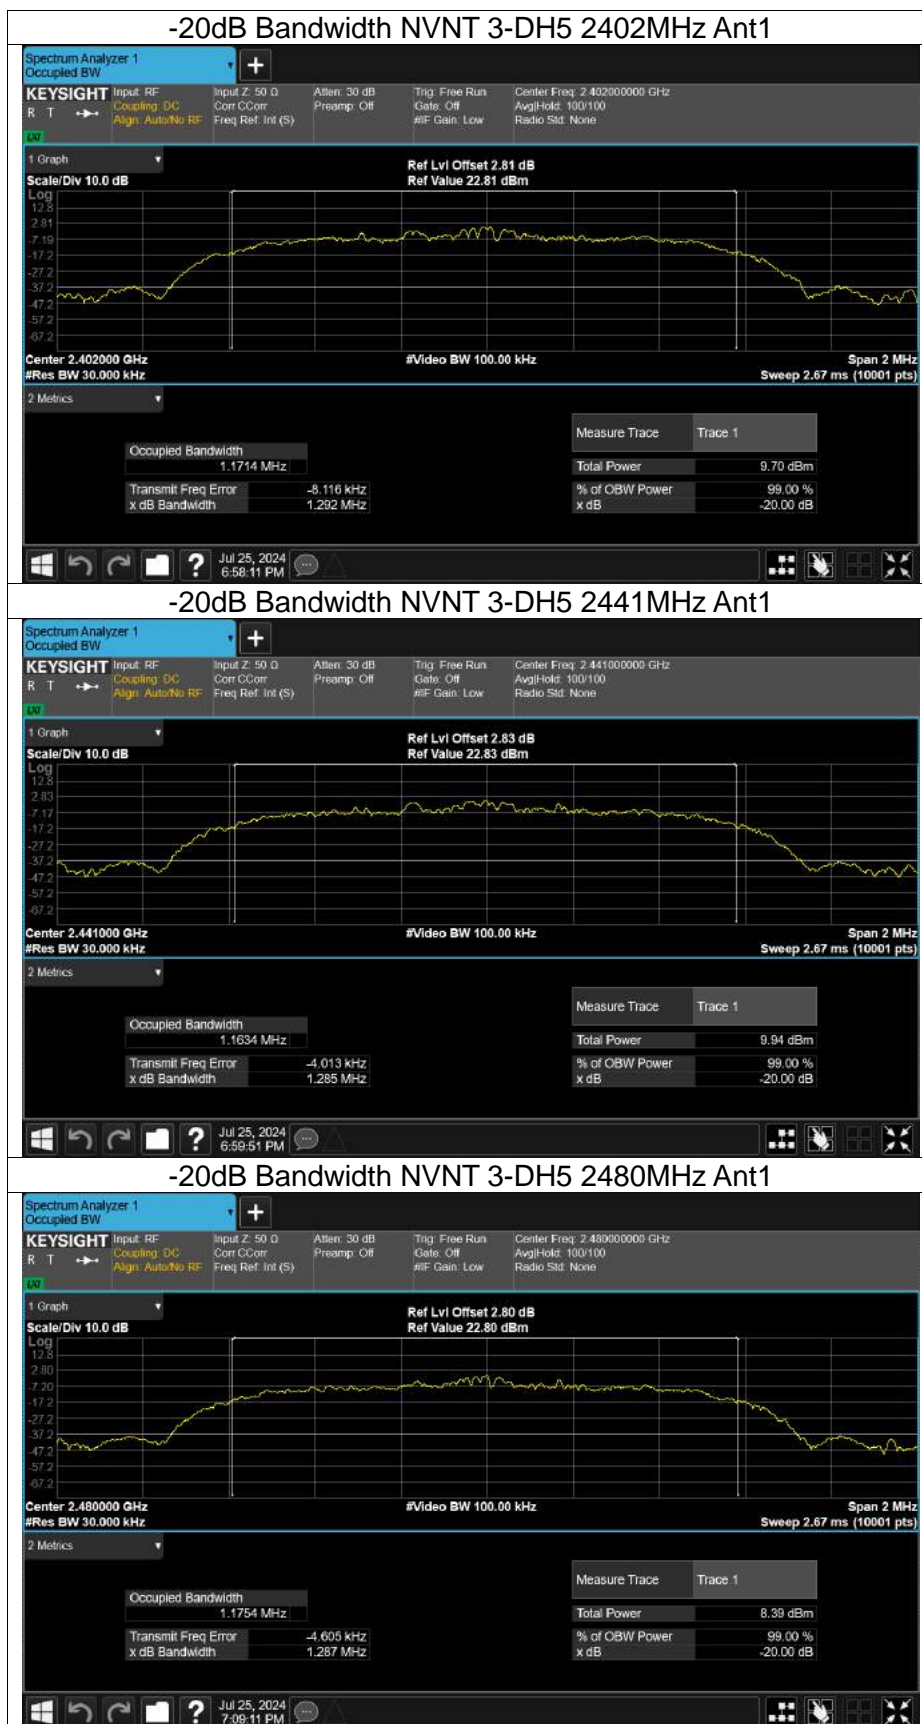 -20dB Bandwidth NVNT 3-DH5 2402MHz Ant1
Spectrum Analyzer 1
Occupied BW
+
KEYSIGHT Input: RF Input Z: 50 Ω Atten: 30 dB Trig: Free Run Center Freq: 2.402000000 GHz
R T Coupling: DC Corr CCorr Preamp: Off Gate: Off Avg|Hold: 100/100
Align: Auto/No RF Freq Ref: Int (S) #IF Gain: Low Radio Std: None
LXI
1 Graph
Ref Lvl Offset 2.81 dB
Scale/Div 10.0 dB Ref Value 22.81 dBm
Log
12.8
2.81
-7.19
-17.2
-27.2
-37.2
-47.2
-57.2
-67.2
Center 2.402000 GHz #Video BW 100.00 kHz Span 2 MHz
#Res BW 30.000 kHz Sweep 2.67 ms (10001 pts)
2 Metrics
Measure Trace Trace 1
Occupied Bandwidth
1.1714 MHz Total Power 9.70 dBm
Transmit Freq Error -8.116 kHz % of OBW Power 99.00 %
x dB Bandwidth 1.292 MHz x dB -20.00 dB
? Jul 25, 2024
6:58:11 PM
-20dB Bandwidth NVNT 3-DH5 2441MHz Ant1
Spectrum Analyzer 1
Occupied BW
+
KEYSIGHT Input: RF Input Z: 50 Ω Atten: 30 dB Trig: Free Run Center Freq: 2.441000000 GHz
R T Coupling: DC Corr CCorr Preamp: Off Gate: Off Avg|Hold: 100/100
Align: Auto/No RF Freq Ref: Int (S) #IF Gain: Low Radio Std: None
LXI
1 Graph
Ref Lvl Offset 2.83 dB
Scale/Div 10.0 dB Ref Value 22.83 dBm
Log
12.8
2.83
-7.17
-17.2
-27.2
-37.2
-47.2
-57.2
-67.2
Center 2.441000 GHz #Video BW 100.00 kHz Span 2 MHz
#Res BW 30.000 kHz Sweep 2.67 ms (10001 pts)
2 Metrics
Measure Trace Trace 1
Occupied Bandwidth
1.1634 MHz Total Power 9.94 dBm
Transmit Freq Error -4.013 kHz % of OBW Power 99.00 %
x dB Bandwidth 1.285 MHz x dB -20.00 dB
? Jul 25, 2024
6:59:51 PM
-20dB Bandwidth NVNT 3-DH5 2480MHz Ant1
Spectrum Analyzer 1
Occupied BW
+
KEYSIGHT Input: RF Input Z: 50 Ω Atten: 30 dB Trig: Free Run Center Freq: 2.480000000 GHz
R T Coupling: DC Corr CCorr Preamp: Off Gate: Off Avg|Hold: 100/100
Align: Auto/No RF Freq Ref: Int (S) #IF Gain: Low Radio Std: None
LXI
1 Graph
Ref Lvl Offset 2.80 dB
Scale/Div 10.0 dB Ref Value 22.80 dBm
Log
12.8
2.80
-7.20
-17.2
-27.2
-37.2
-47.2
-57.2
-67.2
Center 2.480000 GHz #Video BW 100.00 kHz Span 2 MHz
#Res BW 30.000 kHz Sweep 2.67 ms (10001 pts)
2 Metrics
Measure Trace Trace 1
Occupied Bandwidth
1.1754 MHz Total Power 8.39 dBm
Transmit Freq Error -4.605 kHz % of OBW Power 99.00 %
x dB Bandwidth 1.287 MHz x dB -20.00 dB
? Jul 25, 2024
7:09:11 PM